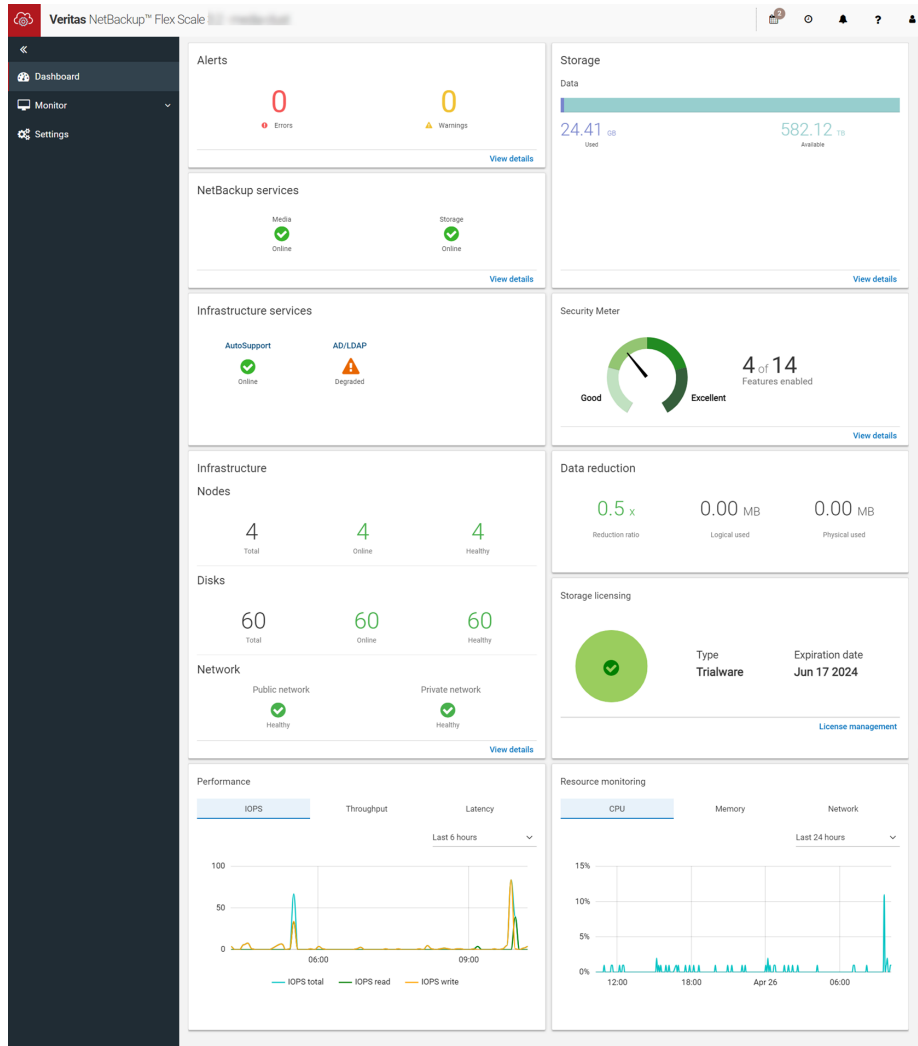 Veritas NetBackup™ Flex Scale
2
?
Dashboard
Monitor
Settings
Alerts
0
Errors
0
Warnings
View details
Storage
Data
24.41 GB
Used
582.12 TB
Available
View details
NetBackup services
Media
Online
Storage
Online
View details
Infrastructure services
AutoSupport
Online
AD/LDAP
Degraded
Security Meter
Good
Excellent
4 of 14
Features enabled
View details
Infrastructure
Nodes
4
Total
4
Online
4
Healthy
Disks
60
Total
60
Online
60
Healthy
Network
Public network
Healthy
Private network
Healthy
View details
Data reduction
0.5 x
Reduction ratio
0.00 MB
Logical used
0.00 MB
Physical used
Storage licensing
Type
Trialware
Expiration date
Jun 17 2024
License management
Performance
IOPS Throughput Latency
Last 6 hours
100
50
0
06:00 09:00
IOPS total IOPS read IOPS write
Resource monitoring
CPU Memory Network
Last 24 hours
15%
10%
5%
0%
12:00 18:00 Apr 26 06:00